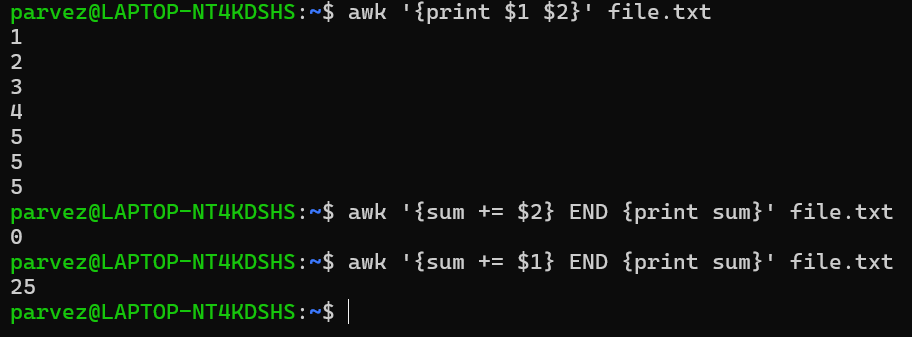 parvez@LAPTOP-NT4KDSHS:~$ awk '{print $1 $2}' file.txt
1
2
3
4
5
5
5
parvez@LAPTOP-NT4KDSHS:~$ awk '{sum += $2} END {print sum}' file.txt
0
parvez@LAPTOP-NT4KDSHS:~$ awk '{sum += $1} END {print sum}' file.txt
25
parvez@LAPTOP-NT4KDSHS:~$